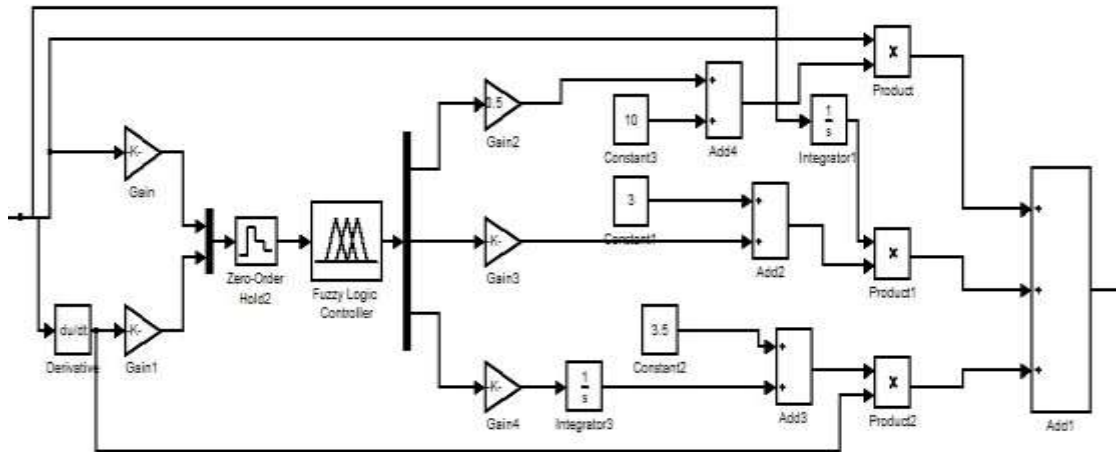 x
Product
-K-
Gain
0.5
Gain2
10
Constant3
+
+
Add4
1
s
Integrator1
3
Constant1
+
+
Add2
x
Product1
Zero-Order
Hold2
Fuzzy Logic
Controller
-K-
Gain3
du/dt
Derivative
-K-
Gain1
3.5
Constant2
-K-
Gain4
1
s
Integrator3
+
+
Add3
x
Product2
+
+
+
Add1